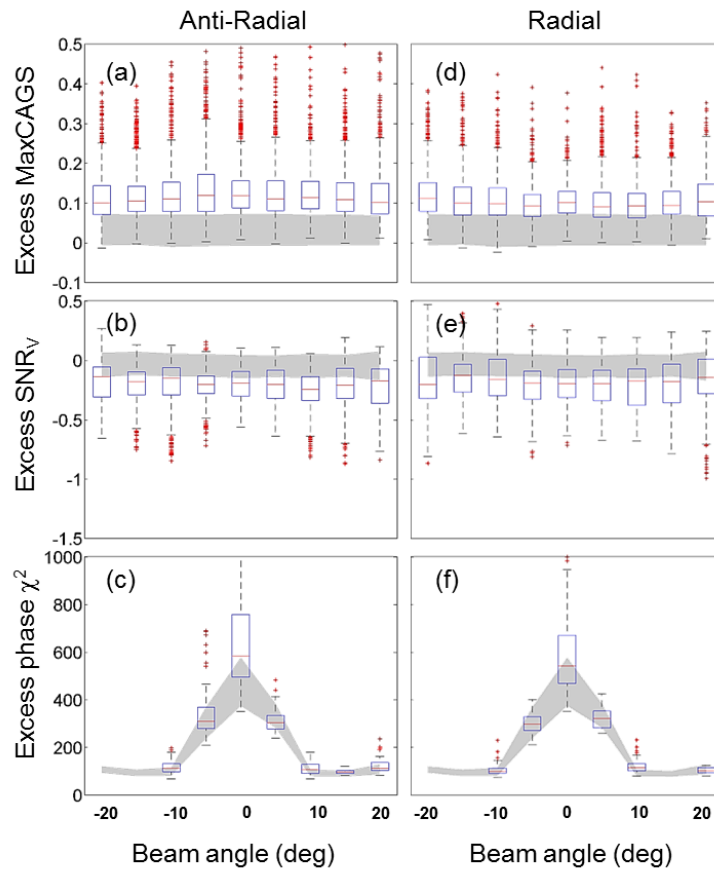 Anti-Radial Radial
Excess MaxCAGS
0.5
0.4
0.3
0.2
0.1
0
-0.1
(a) (d)
Excess SNRV
0.5
0
-0.5
-1
-1.5
(b) (e)
Excess phase χ2
1000
800
600
400
200
0
(c) (f)
-20 -10 0 10 20 -20 -10 0 10 20
Beam angle (deg) Beam angle (deg)